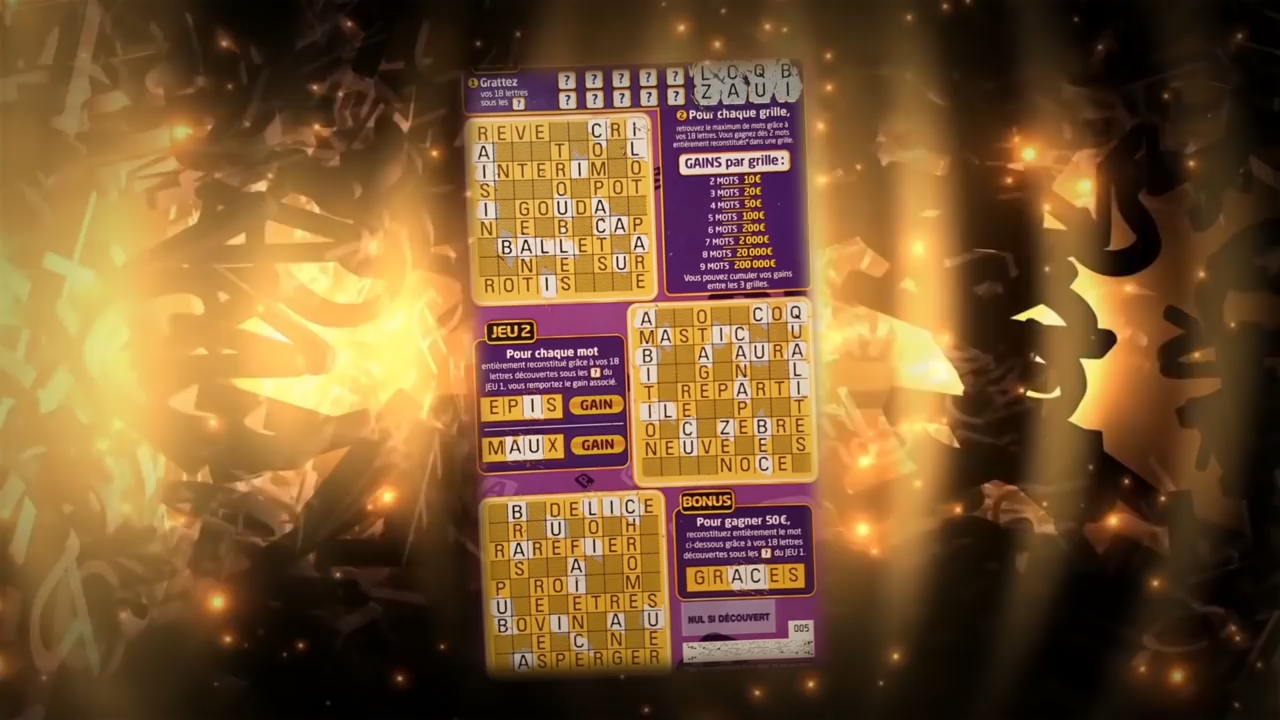 1 Grattez
vos 18 lettres
sous les ?
? ? ? ? ? L C Q B
? ? ? ? ? Z A U I
REVE CRI
A T O L
INTERIM O
S O POT
I GOUDA
N E B CAP
BALLET A
N E SUR
ROTIS E
2 Pour chaque grille,
retrouvez le maximum de mots grâce à
vos 18 lettres. Vous gagnez dès 2 mots
entièrement reconstitués dans une grille.
GAINS par grille :
2 MOTS 10€
3 MOTS 20€
4 MOTS 50€
5 MOTS 100€
6 MOTS 200€
7 MOTS 2 000€
8 MOTS 20 000€
9 MOTS 200 000€
Vous pouvez cumuler vos gains
entre les 3 grilles.
JEU 2
Pour chaque mot
entièrement reconstitué grâce à vos 18
lettres découvertes sous les ? du
JEU 1, vous remportez le gain associé.
EPIS GAIN
MAUX GAIN
A O COQ
MASTIC U
B A AURA
I G N L
T REPARTI
ILE P T
O C ZEBRE
NEUVE E S
NOCE
B DELICE
R U O H
RAREFIER
S A O
P ROI M
U E ETRES
BOVIN A U
E C N E
ASPERGER
BONUS
Pour gagner 50€,
reconstituez entièrement le mot
ci-dessous grâce à vos 18 lettres
découvertes sous les ? du JEU 1.
GRACES
NUL SI DÉCOUVERT
005